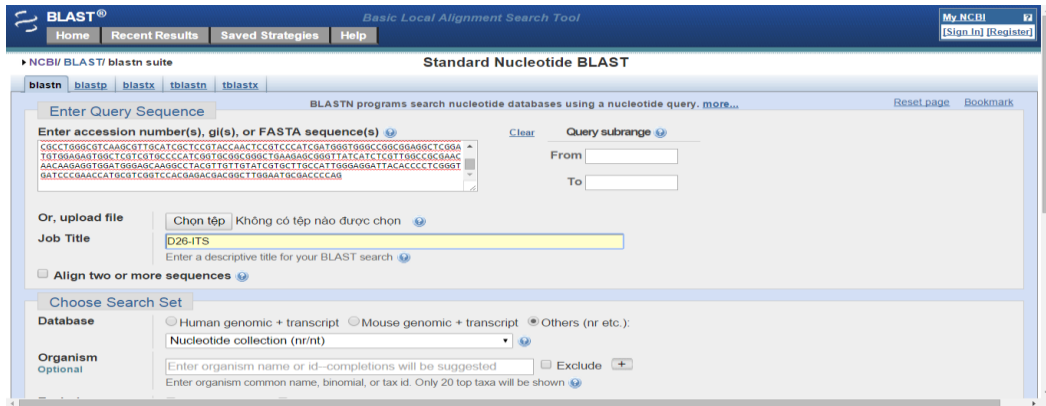 BLAST®
Basic Local Alignment Search Tool
My NCBI
[Sign In] [Register]
Home Recent Results Saved Strategies Help
NCBI/ BLAST/ blastn suite
Standard Nucleotide BLAST
blastn blastp blastx tblastn tblastx
BLASTN programs search nucleotide databases using a nucleotide query. more...
Reset page Bookmark
Enter Query Sequence
Enter accession number(s), gi(s), or FASTA sequence(s)
Clear
Query subrange
CGCCTGGGCGTCAAGCGTTGCATCGCTCCGTACCAACTCCGTCCCATCGATGGGTGGGCCGGCGGAGGCTCGGA
TGTGGAGAGTGGCTCGTCGTGCCCCATCGGTGCGGCGGGCTGAAGAGCGGGTTATCATCTCGTTGGCCGCGAAC
AACAAGAGGTGGATGGGAGCAAGGCCTACGTTGTTGTATCGTGCTTGCCATTGGGAGGATTACACCCCTCGGGT
GATCCCGAACCATGCGTCGGTCCACGAGACGACGGCTTGGAATGCGACCCCAG
From
To
Or, upload file
Chọn tệp Không có tệp nào được chọn
Job Title
D26-ITS
Enter a descriptive title for your BLAST search
Align two or more sequences
Choose Search Set
Database
Human genomic + transcript Mouse genomic + transcript Others (nr etc.):
Nucleotide collection (nr/nt)
Organism
Optional
Enter organism name or id--completions will be suggested
Exclude +
Enter organism common name, binomial, or tax id. Only 20 top taxa will be shown